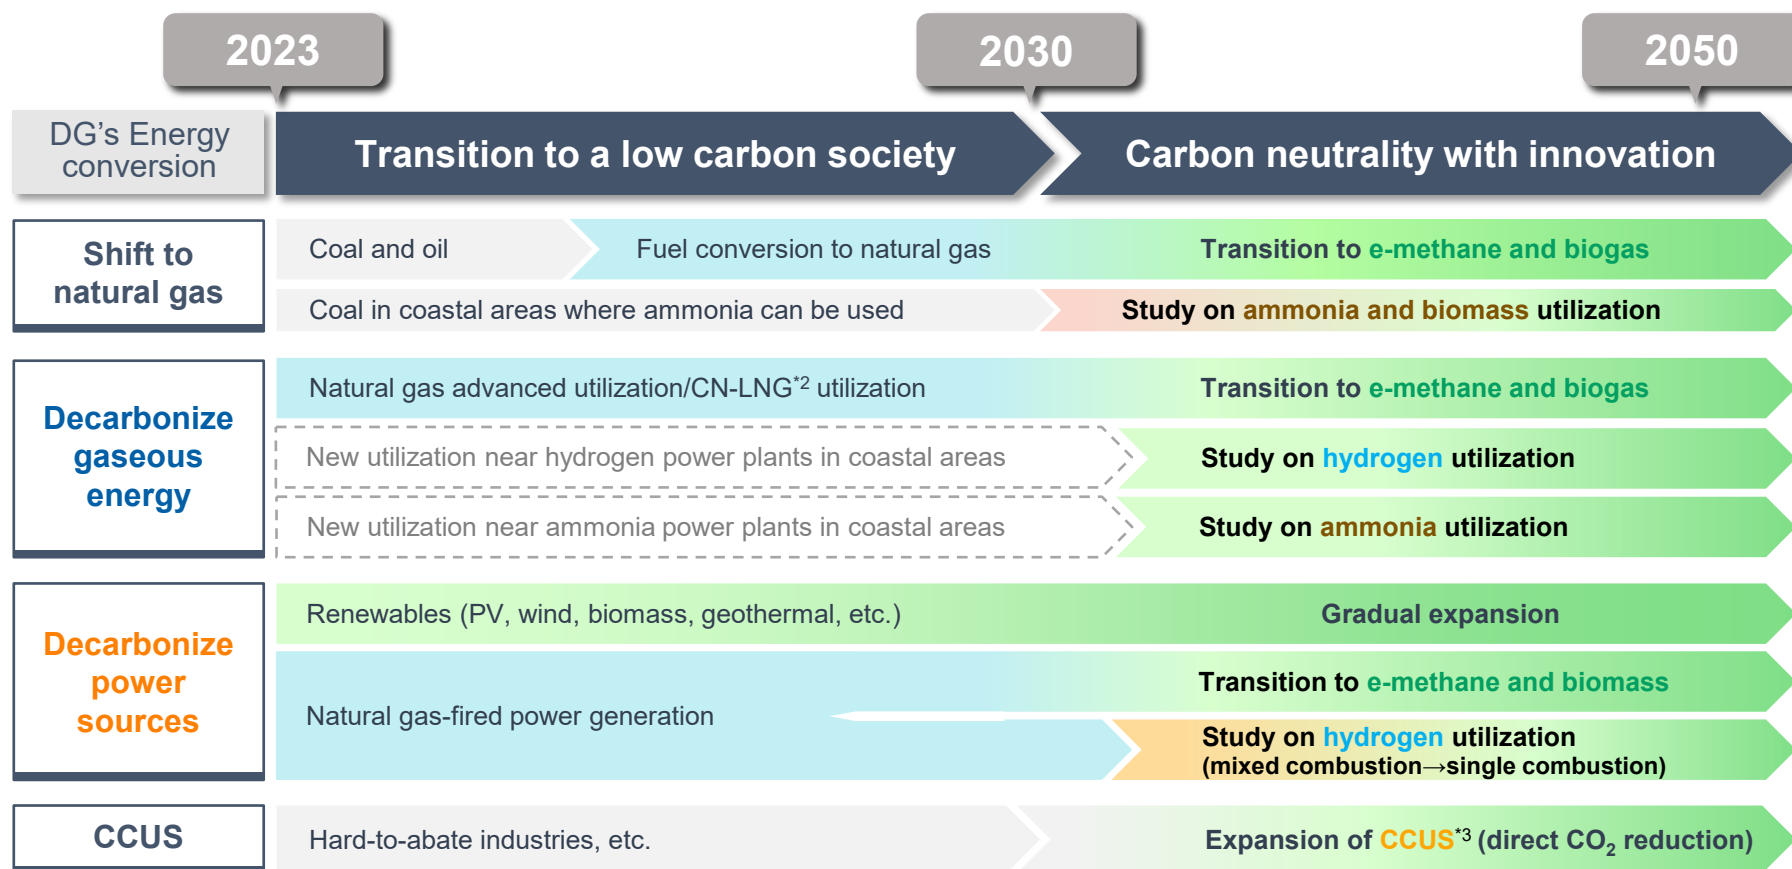 2023
2030
2050
DG's Energy
conversion
Transition to a low carbon society
Carbon neutrality with innovation
Shift to
natural gas
Coal and oil
Fuel conversion to natural gas
Transition to e-methane and biogas
Coal in coastal areas where ammonia can be used
Study on ammonia and biomass utilization
Decarbonize
gaseous
energy
Natural gas advanced utilization/CN-LNG*2 utilization
Transition to e-methane and biogas
New utilization near hydrogen power plants in coastal areas
Study on hydrogen utilization
New utilization near ammonia power plants in coastal areas
Study on ammonia utilization
Decarbonize
power
sources
Renewables (PV, wind, biomass, geothermal, etc.)
Gradual expansion
Natural gas-fired power generation
Transition to e-methane and biomass
Study on hydrogen utilization
(mixed combustion→single combustion)
CCUS
Hard-to-abate industries, etc.
Expansion of CCUS*3 (direct CO₂ reduction)